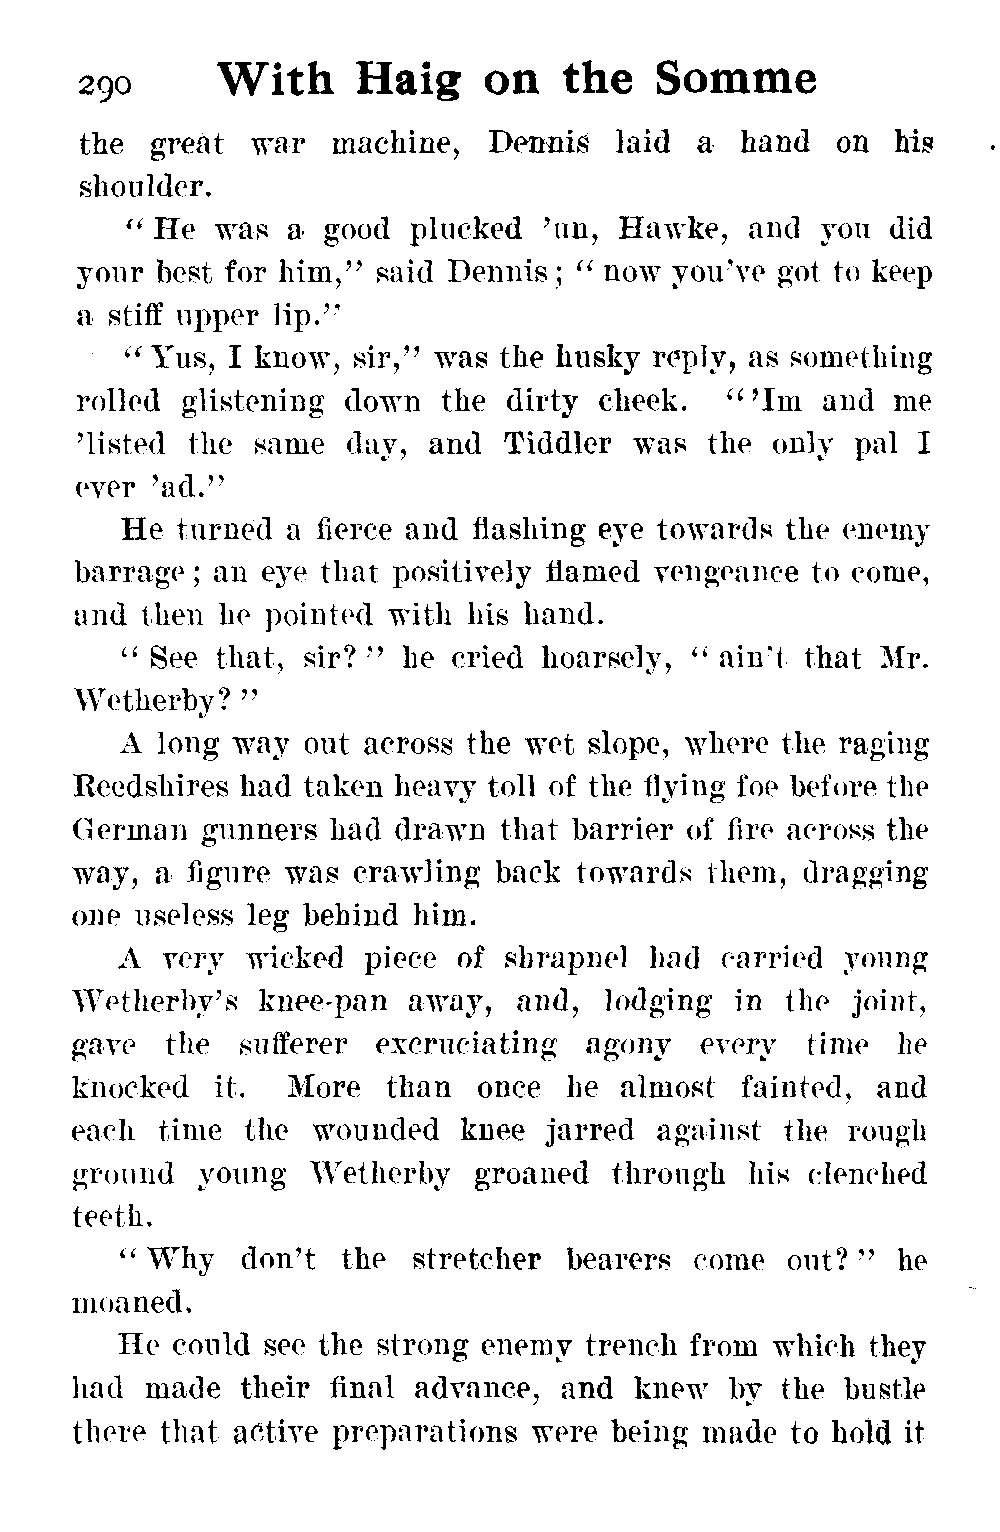 290 With Haig on the Somme
the great war machine, Dennis laid a hand on his
shoulder.
“ He was a good plucked ’un, Hawke, and you did
your best for him,” said Dennis ; “ now you’ve got to keep
a stiff upper lip.”
“ Yus, I know, sir,” was the husky reply, as something
rolled glistening down the dirty cheek. “ ’Im and me
’listed the same day, and Tiddler was the only pal I
ever ’ad.”
He turned a fierce and flashing eye towards the enemy
barrage ; an eye that positively flamed vengeance to come,
and then he pointed with his hand.
“ See that, sir? ” he cried hoarsely, “ ain’t that Mr.
Wetherby? ”
A long way out across the wet slope, where the raging
Reedshires had taken heavy toll of the flying foe before the
German gunners had drawn that barrier of fire across the
way, a figure was crawling back towards them, dragging
one useless leg behind him.
A very wicked piece of shrapnel had carried young
Wetherby’s knee-pan away, and, lodging in the joint,
gave the sufferer excruciating agony every time he
knocked it. More than once he almost fainted, and
each time the wounded knee jarred against the rough
ground young Wetherby groaned through his clenched
teeth.
“ Why don’t the stretcher bearers come out? ” he
moaned.
He could see the strong enemy trench from which they
had made their final advance, and knew by the bustle
there that active preparations were being made to hold it